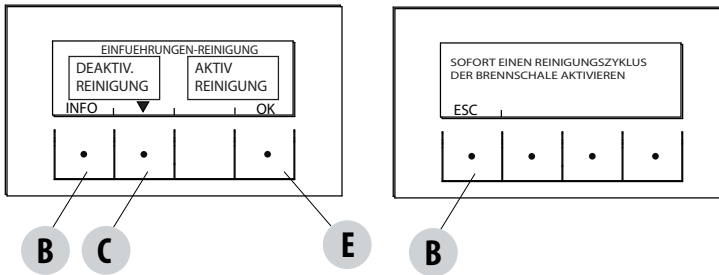 EINFUEHRUNGEN-REINIGUNG
DEAKTIV.
REINIGUNG
AKTIV
REINIGUNG
INFO
OK
B
C
E
SOFORT EINEN REINIGUNGSZYKLUS
DER BRENNSCHALE AKTIVIEREN
ESC
B